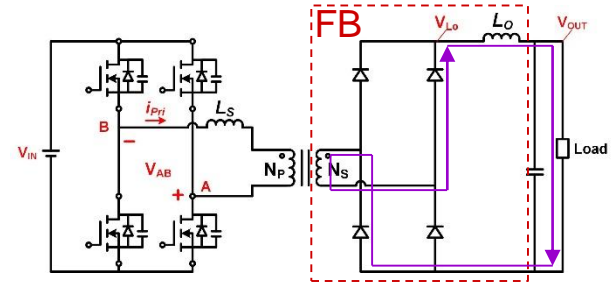 FB
V_Lo
L_O
V_OUT
i_Pri
L_S
B
−
V_IN
V_AB
N_P
N_S
Load
+
A